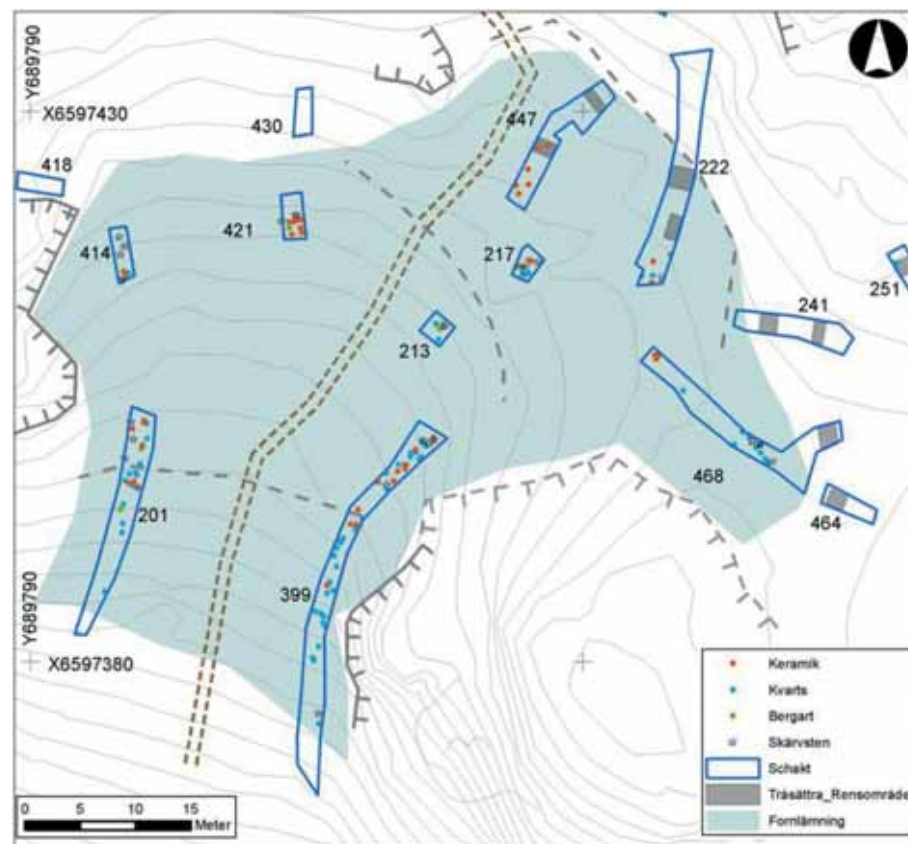 Y689790
X6597430
430
447
418
222
421
414
217
251
241
213
468
201
464
399
Y689790
X6597380
Keramik
Kvarts
Bergart
Skärvsten
Schakt
Träsättra_Rensområde
Fornlämning
0 5 10 15
Meter